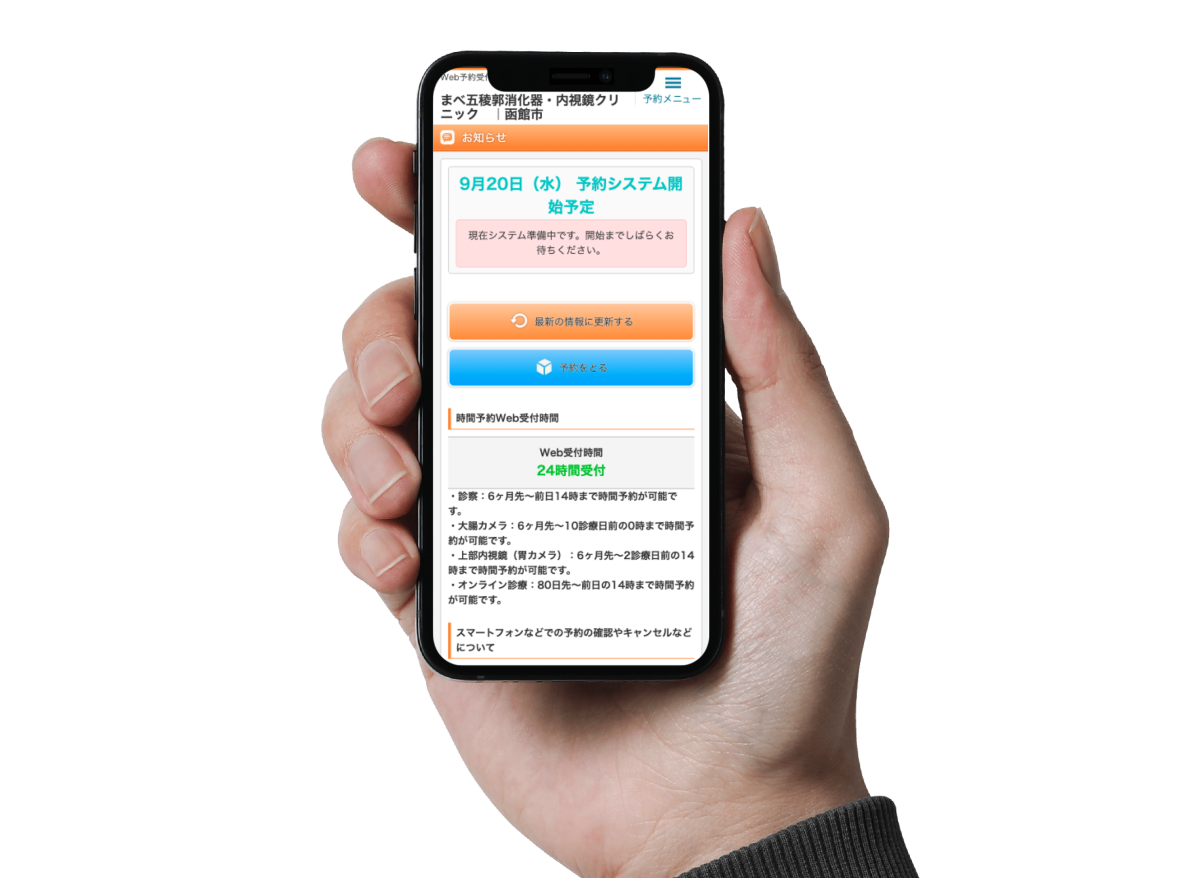 Web予約受付
予約メニュー
まべ五稜郭消化器・内視鏡クリ
ニック ｜函館市
お知らせ
9月20日（水） 予約システム開
始予定
現在システム準備中です。開始までしばらくお
待ちください。
最新の情報に更新する
予約をとる
時間予約Web受付時間
Web受付時間
24時間受付
・診察：6ヶ月先〜前日14時まで時間予約が可能で
す。
・大腸カメラ：6ヶ月先〜10診療日前の0時まで時間予
約が可能です。
・上部内視鏡（胃カメラ）：6ヶ月先〜2診療日前の14
時まで時間予約が可能です。
・オンライン診療：80日先〜前日の14時まで時間予約
が可能です。
スマートフォンなどでの予約の確認やキャンセルなど
について